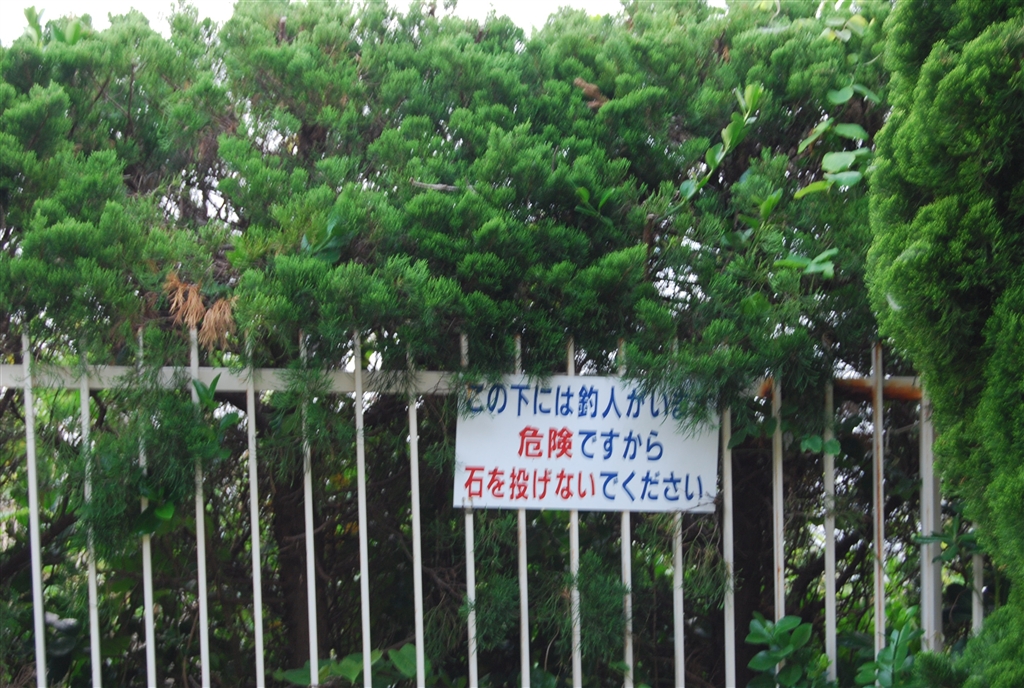 この下には釣人がいま
危険ですから
石を投げないでください